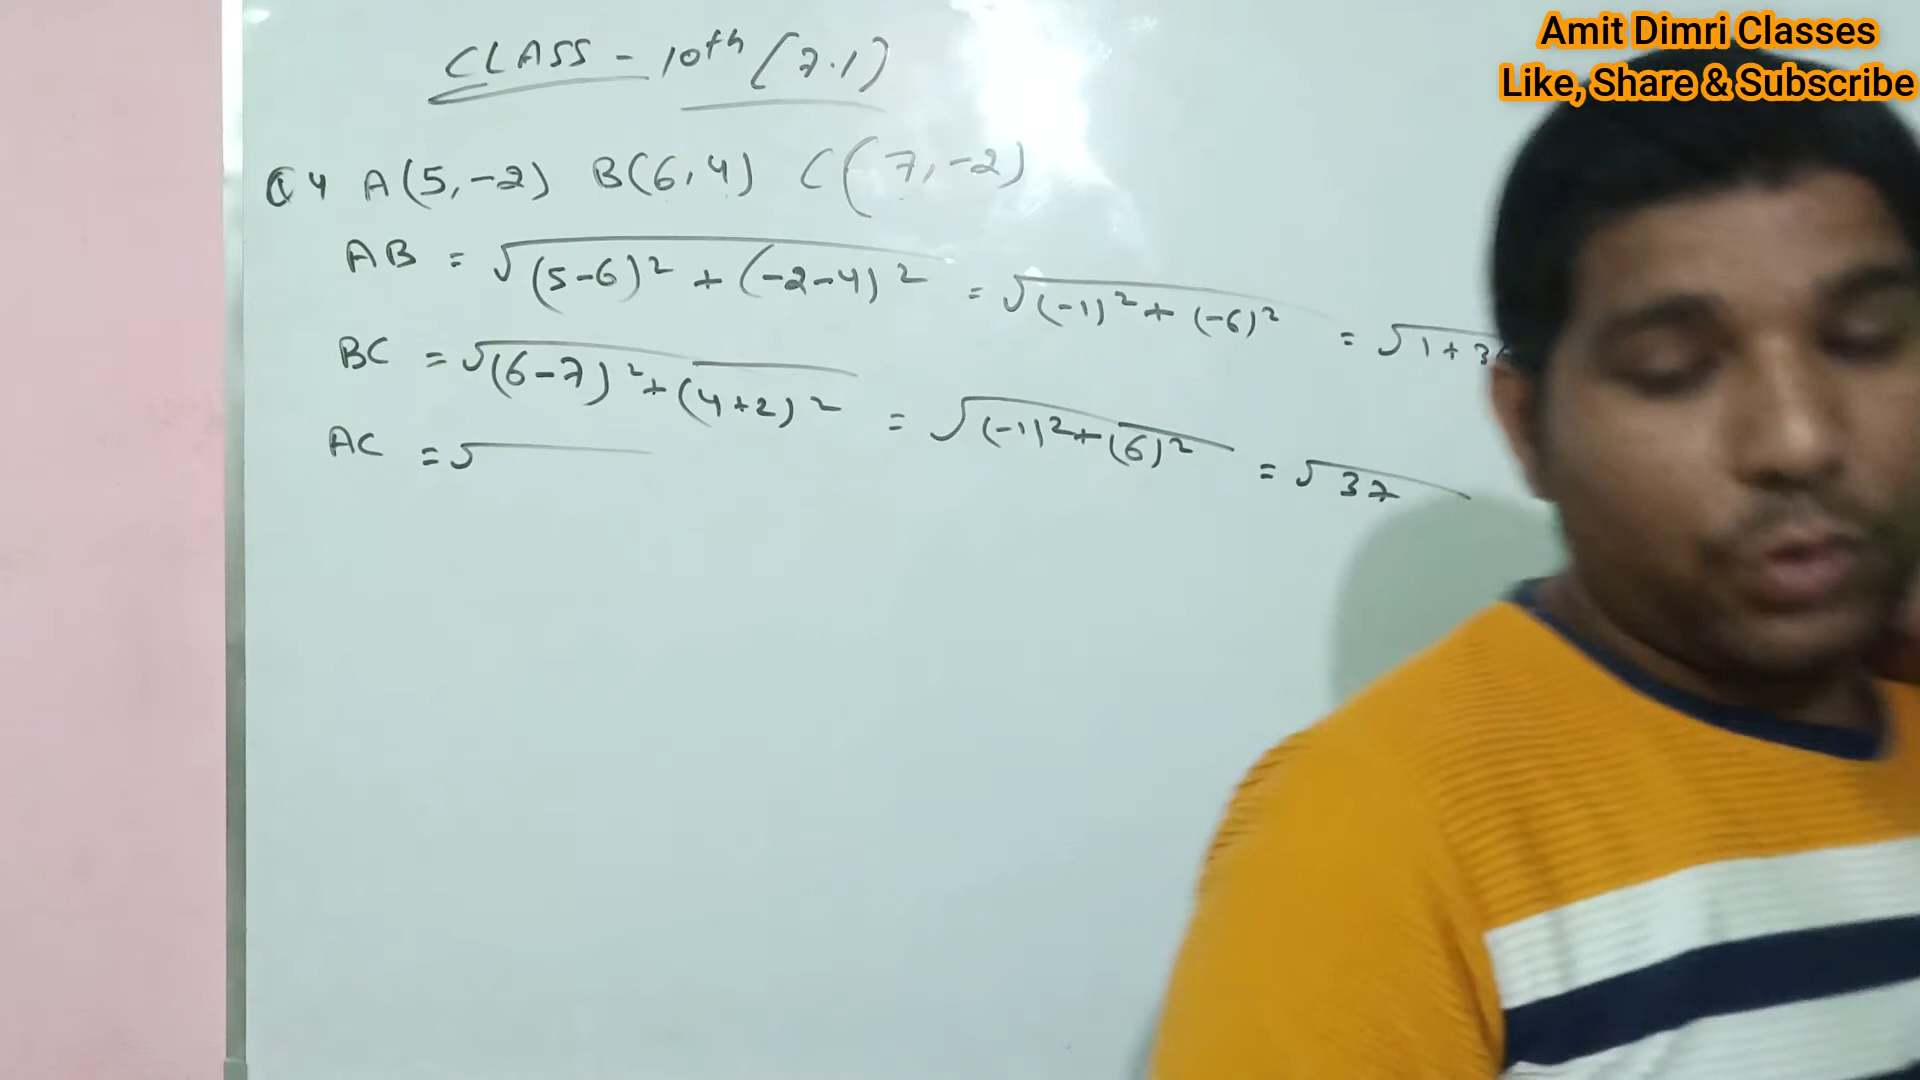 Amit Dimri Classes
Like, Share & Subscribe
CLASS - 10th (7.1)
Q4 A(5,-2) B(6,4) C(7,-2)
AB = √(5-6)² + (-2-4)² = √(-1)² + (-6)² = √1+3
BC = √(6-7)² + (4+2)² = √(-1)² + (6)² = √37
AC = √